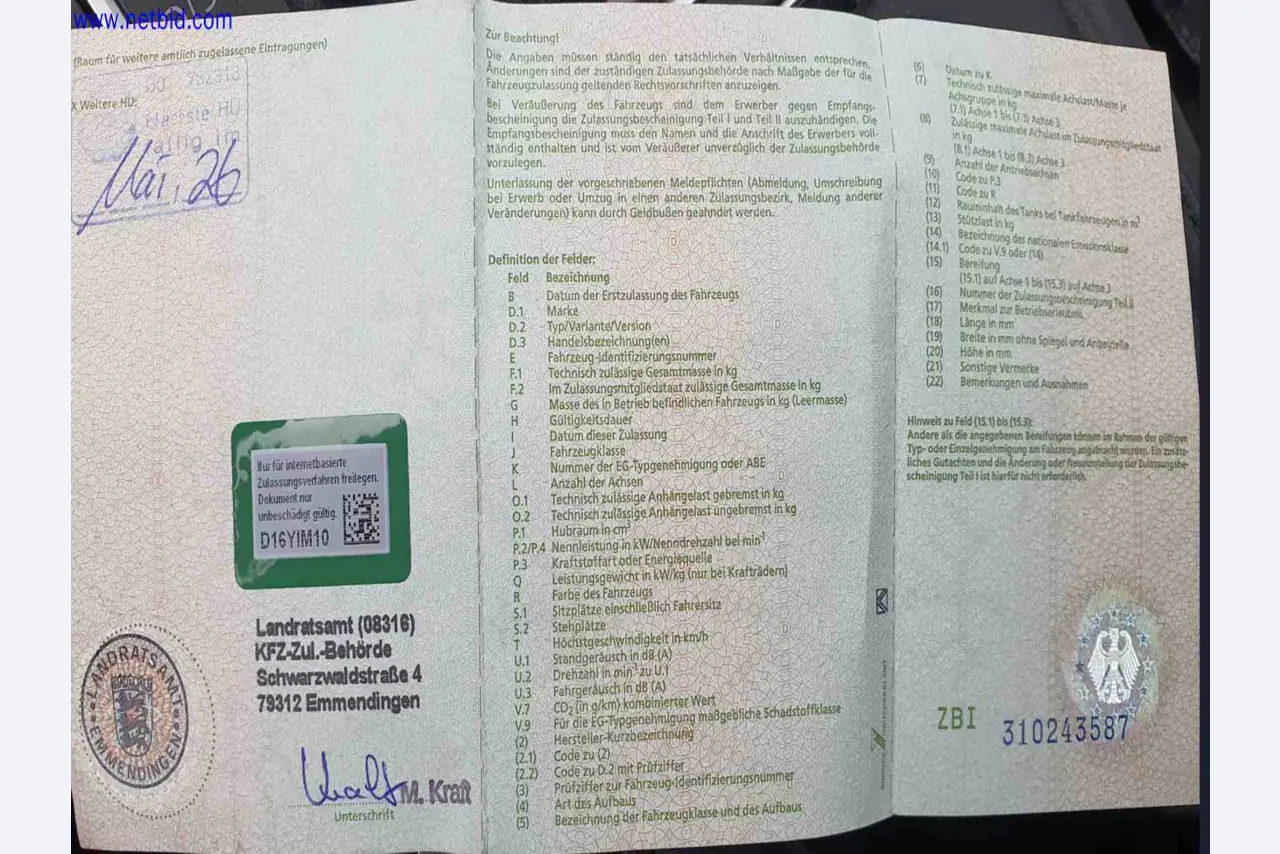 www.netbid.com
(Raum für weitere amtlich zugelassene Eintragungen)
X Weitere HU:
Nächste HU
fällig im
Mai. 26
Nur für internetbasierte
Zulassungsverfahren freilegen.
Dokument nur
unbeschädigt gültig
D16YIM10
LANDRATSAMT
EMMENDINGEN
Landratsamt (08316)
KFZ-Zul.-Behörde
Schwarzwaldstraße 4
79312 Emmendingen
M. Kraft
Unterschrift
Zur Beachtung!
Die Angaben müssen ständig den tatsächlichen Verhältnissen entsprechen.
Änderungen sind der zuständigen Zulassungsbehörde nach Maßgabe der für die
Fahrzeugzulassung geltenden Rechtsvorschriften anzuzeigen.
Bei Veräußerung des Fahrzeugs sind dem Erwerber gegen Empfangs-
bescheinigung die Zulassungsbescheinigung Teil I und Teil II auszuhändigen. Die
Empfangsbescheinigung muss den Namen und die Anschrift des Erwerbers voll-
ständig enthalten und ist vom Veräußerer unverzüglich der Zulassungsbehörde
vorzulegen.
Unterlassung der vorgeschriebenen Meldepflichten (Abmeldung, Umschreibung
bei Erwerb oder Umzug in einen anderen Zulassungsbezirk, Meldung anderer
Veränderungen) kann durch Geldbußen geahndet werden.
Definition der Felder:
Feld Bezeichnung
B Datum der Erstzulassung des Fahrzeugs
D.1 Marke
D.2 Typ/Variante/Version
D.3 Handelsbezeichnung(en)
E Fahrzeug-Identifizierungsnummer
F.1 Technisch zulässige Gesamtmasse in kg
F.2 Im Zulassungsmitgliedstaat zulässige Gesamtmasse in kg
G Masse des in Betrieb befindlichen Fahrzeugs in kg (Leermasse)
H Gültigkeitsdauer
I Datum dieser Zulassung
J Fahrzeugklasse
K Nummer der EG-Typgenehmigung oder ABE
L Anzahl der Achsen
O.1 Technisch zulässige Anhängelast gebremst in kg
O.2 Technisch zulässige Anhängelast ungebremst in kg
P.1 Hubraum in cm³
P.2/P.4 Nennleistung in kW/Nenndrehzahl bei min⁻¹
P.3 Kraftstoffart oder Energiequelle
Q Leistungsgewicht in kW/kg (nur bei Krafträdern)
R Farbe des Fahrzeugs
S.1 Sitzplätze einschließlich Fahrersitz
S.2 Stehplätze
T Höchstgeschwindigkeit in km/h
U.1 Standgeräusch in dB (A)
U.2 Drehzahl in min⁻¹ zu U.1
U.3 Fahrgeräusch in dB (A)
V.7 CO₂ (in g/km) kombinierter Wert
V.9 Für die EG-Typgenehmigung maßgebliche Schadstoffklasse
(2) Hersteller-Kurzbezeichnung
(2.1) Code zu (2)
(2.2) Code zu D.2 mit Prüfziffer
(3) Prüfziffer zur Fahrzeug-Identifizierungsnummer
(4) Art des Aufbaus
(5) Bezeichnung der Fahrzeugklasse und des Aufbaus
(6) Datum zu K
(7) Technisch zulässige maximale Achslast/Masse je
Achsgruppe in kg
(7.1) Achse 1 bis (7.3) Achse 3
(8) Zulässige maximale Achslast im Zulassungsmitgliedstaat
in kg
(8.1) Achse 1 bis (8.3) Achse 3
(9) Anzahl der Antriebsachsen
(10) Code zu P.3
(11) Code zu R
(12) Rauminhalt des Tanks bei Tankfahrzeugen in m³
(13) Stützlast in kg
(14) Bezeichnung der nationalen Emissionsklasse
(14.1) Code zu V.9 oder (14)
(15) Bereifung
(15.1) auf Achse 1 bis (15.3) auf Achse 3
(16) Nummer der Zulassungsbescheinigung Teil II
(17) Merkmal zur Betriebserlaubnis
(18) Länge in mm
(19) Breite in mm ohne Spiegel und Anbauteile
(20) Höhe in mm
(21) Sonstige Vermerke
(22) Bemerkungen und Ausnahmen
Hinweis zu Feld (15.1) bis (15.3):
Andere als die angegebenen Bereifungen können im Rahmen der gültigen
Typ- oder Einzelgenehmigung am Fahrzeug angebracht werden. Ein zusätz-
liches Gutachten und die Änderung oder Neuausstellung der Zulassungsbe-
scheinigung Teil I ist hierfür nicht erforderlich.
ZBI 310243587